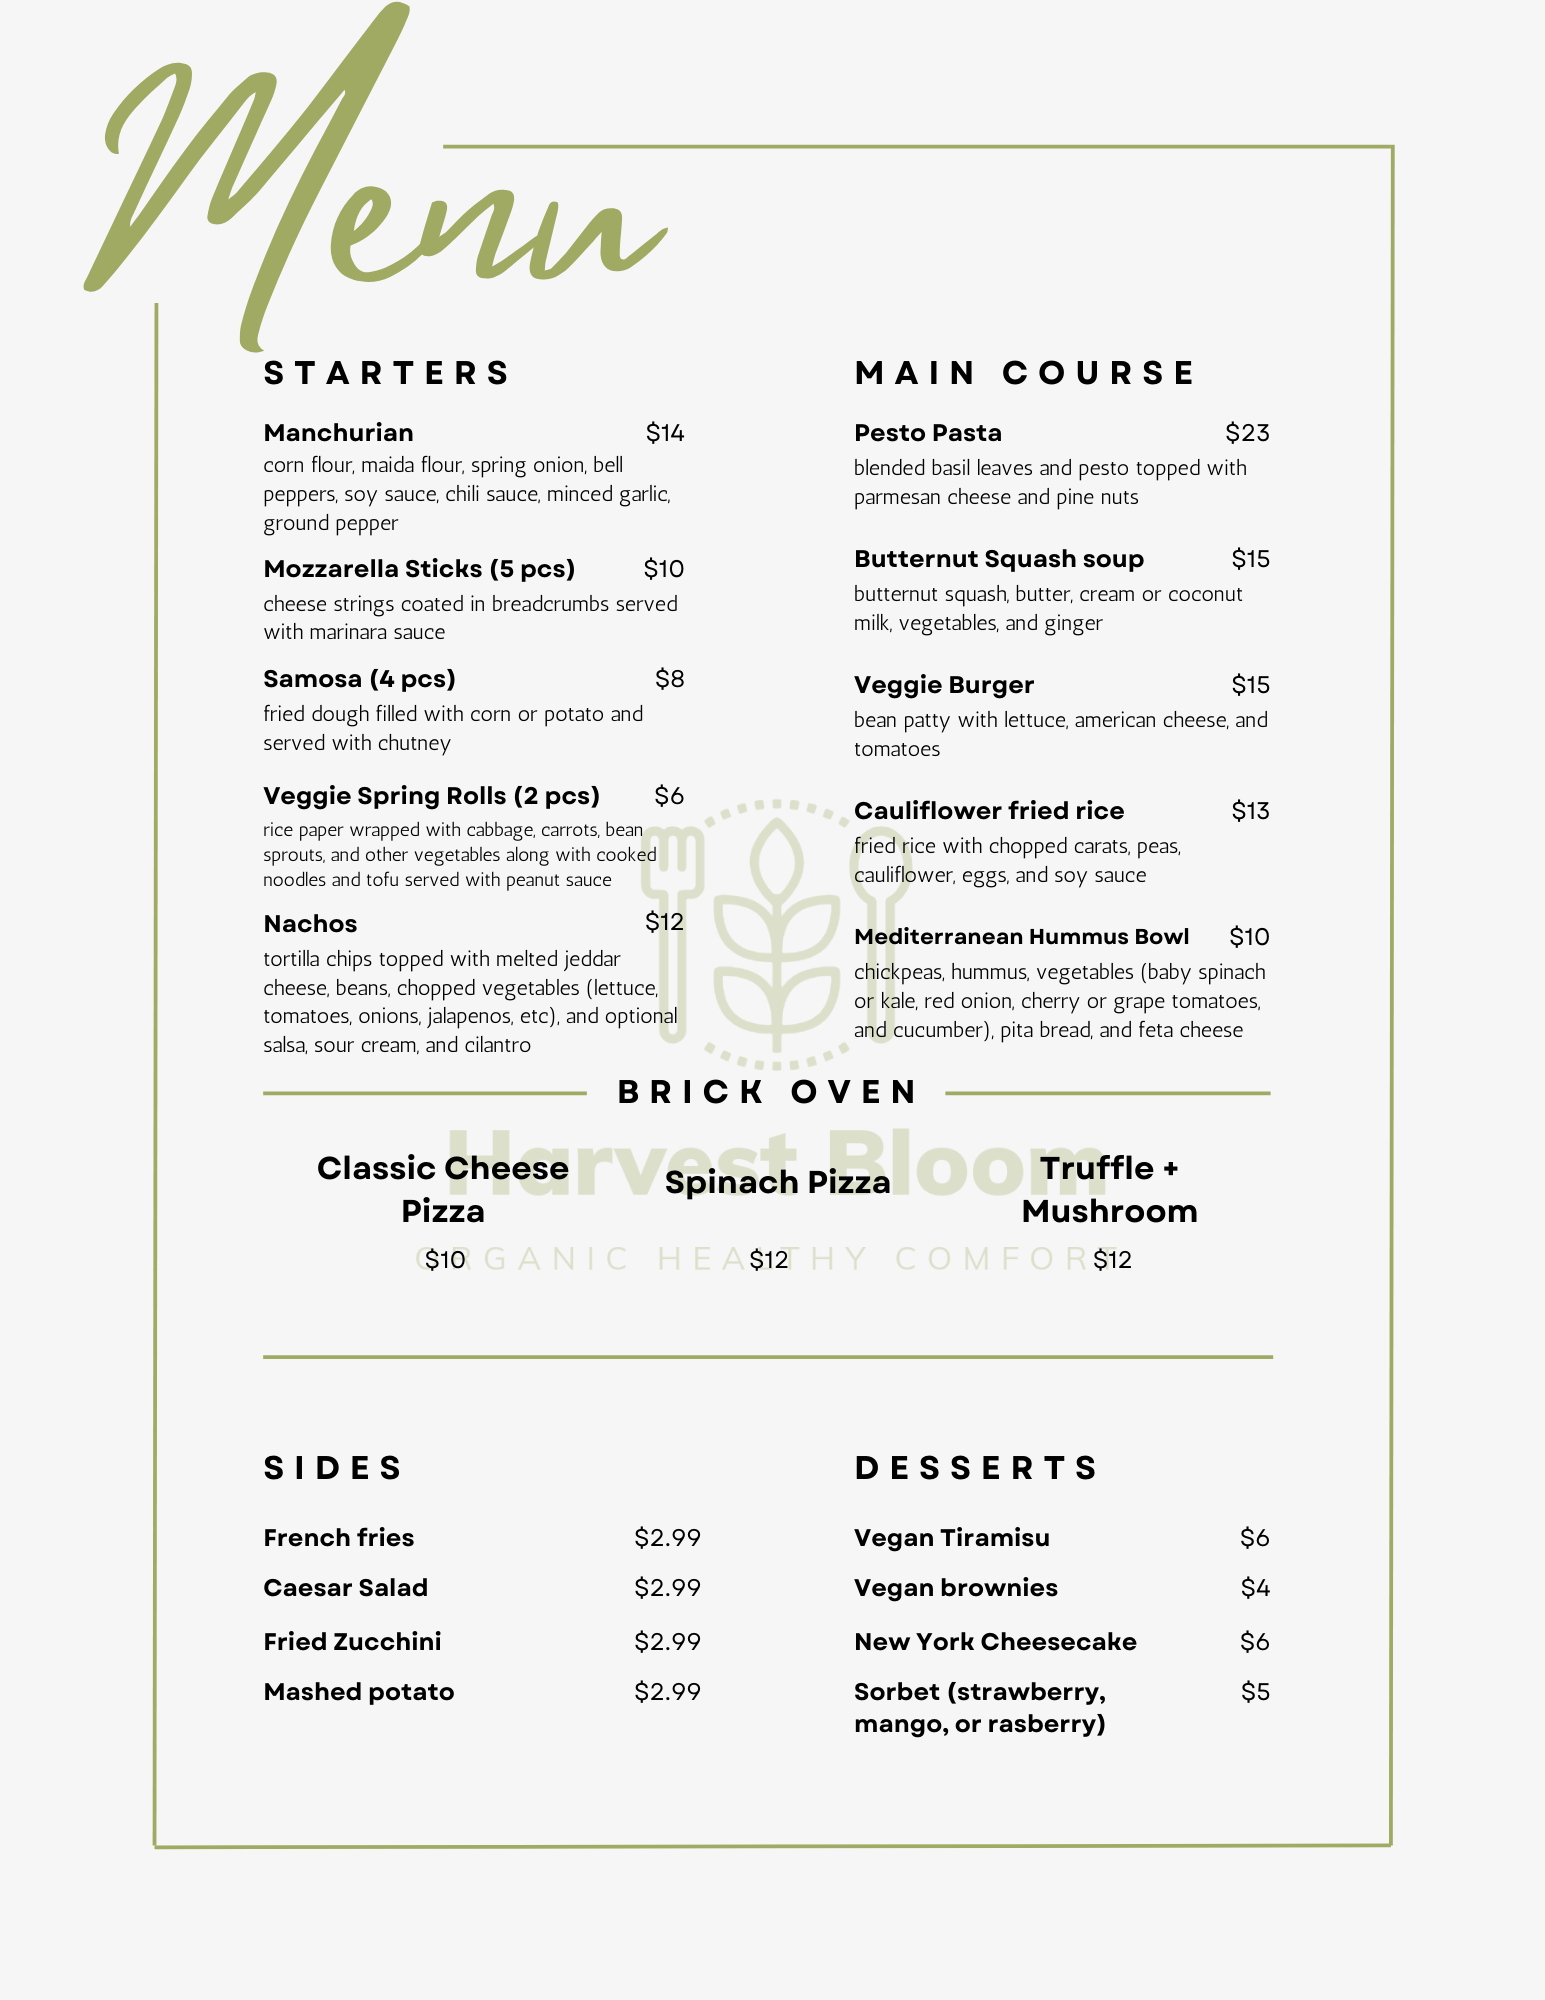 Menu
STARTERS
Manchurian $14
corn flour, maida flour, spring onion, bell
peppers, soy sauce, chili sauce, minced garlic,
ground pepper
Mozzarella Sticks (5 pcs) $10
cheese strings coated in breadcrumbs served
with marinara sauce
Samosa (4 pcs) $8
fried dough filled with corn or potato and
served with chutney
Veggie Spring Rolls (2 pcs) $6
rice paper wrapped with cabbage, carrots, bean
sprouts, and other vegetables along with cooked
noodles and tofu served with peanut sauce
Nachos $12
tortilla chips topped with melted jeddar
cheese, beans, chopped vegetables (lettuce,
tomatoes, onions, jalapenos, etc), and optional
salsa, sour cream, and cilantro
MAIN COURSE
Pesto Pasta $23
blended basil leaves and pesto topped with
parmesan cheese and pine nuts
Butternut Squash soup $15
butternut squash, butter, cream or coconut
milk, vegetables, and ginger
Veggie Burger $15
bean patty with lettuce, american cheese, and
tomatoes
Cauliflower fried rice $13
fried rice with chopped carats, peas,
cauliflower, eggs, and soy sauce
Mediterranean Hummus Bowl $10
chickpeas, hummus, vegetables (baby spinach
or kale, red onion, cherry or grape tomatoes,
and cucumber), pita bread, and feta cheese
BRICK OVEN
Harvest Bloom
ORGANIC HEALTHY COMFORT
Classic Cheese
Pizza
$10
Spinach Pizza
$12
Truffle +
Mushroom
$12
SIDES
French fries $2.99
Caesar Salad $2.99
Fried Zucchini $2.99
Mashed potato $2.99
DESSERTS
Vegan Tiramisu $6
Vegan brownies $4
New York Cheesecake $6
Sorbet (strawberry, $5
mango, or rasberry)